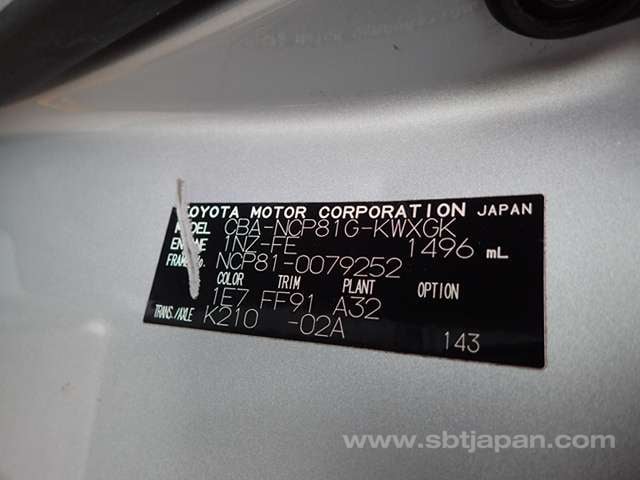 TOYOTA MOTOR CORPORATION JAPAN
MODEL CBA-NCP81G-KWXGK
ENGINE 1NZ-FE 1496 mL
FRAME No. NCP81-0079252
COLOR TRIM PLANT OPTION
1E7 FF91 A32
TRANS./AXLE K210 -02A
143
www.sbtjapan.com